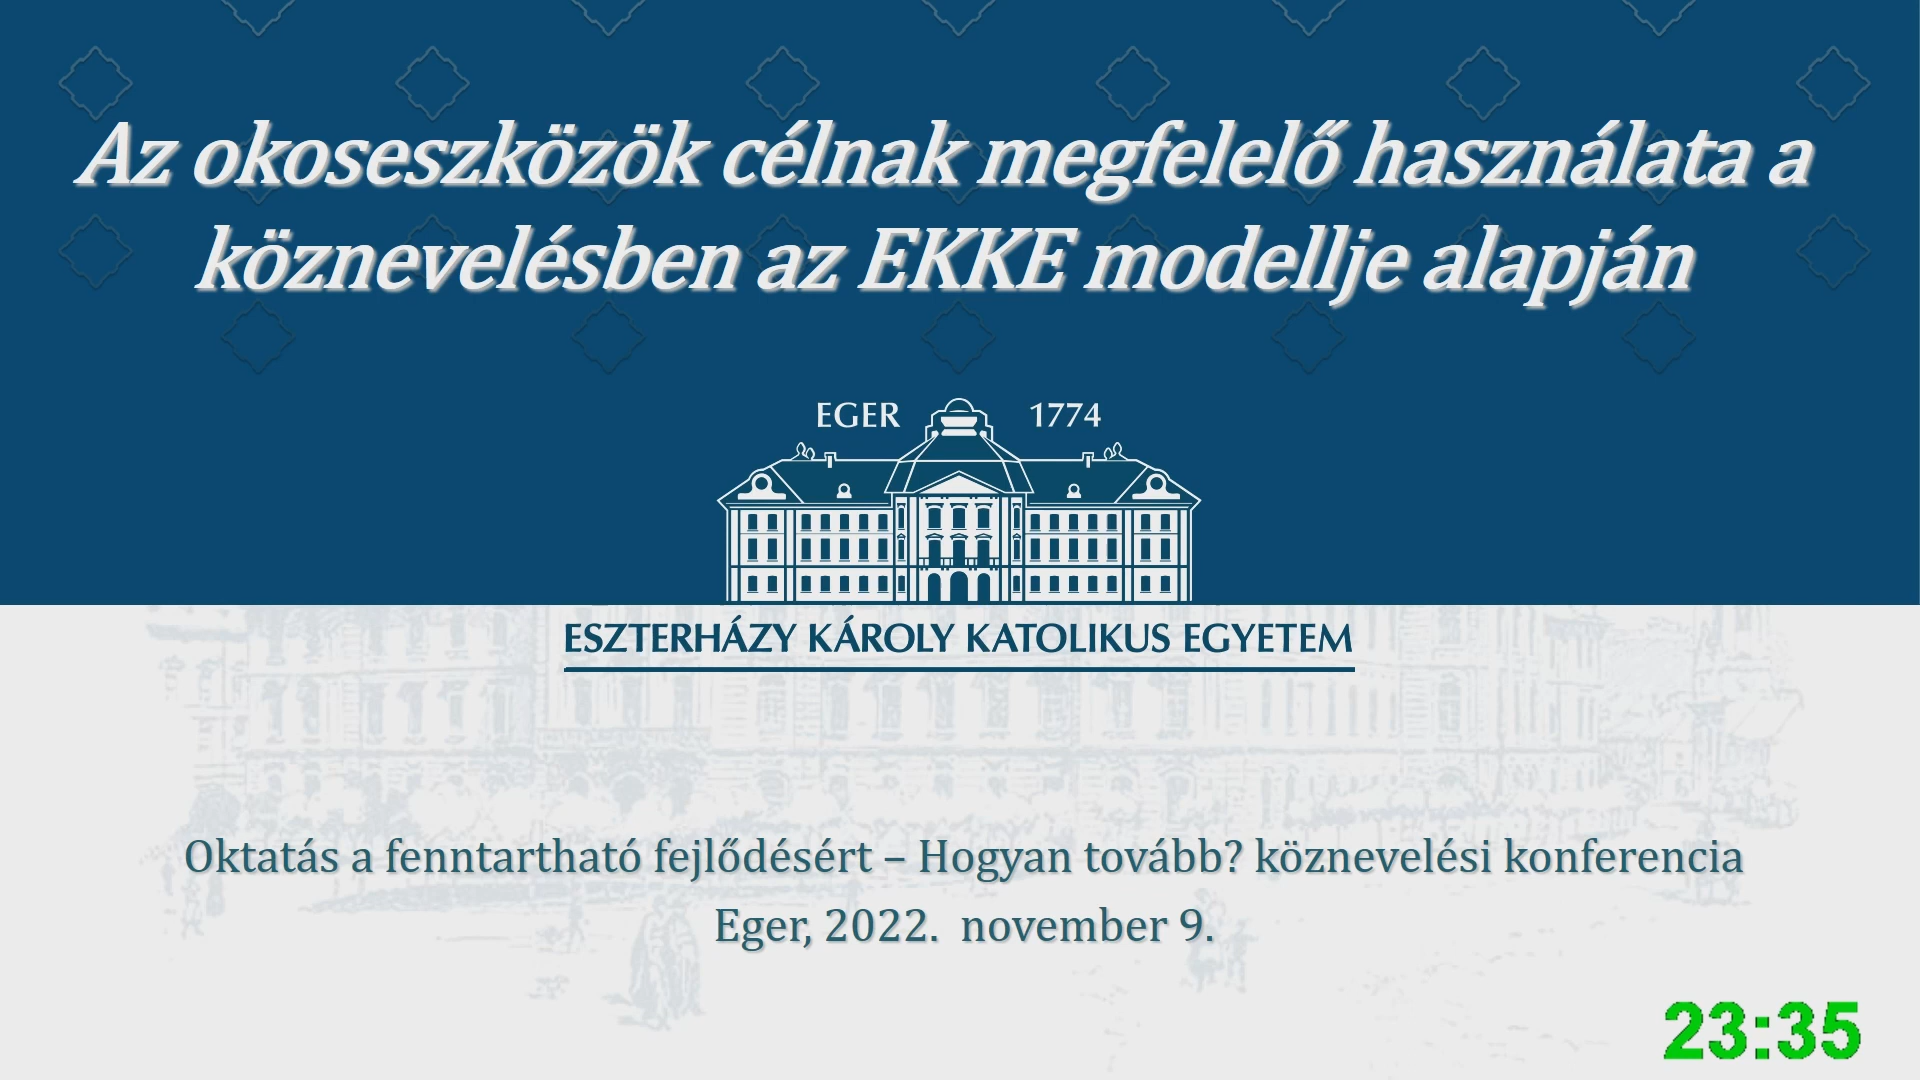 Az okoseszközök célnak megfelelő használata a
köznevelésben az EKKE modellje alapján
EGER 1774
ESZTERHÁZY KÁROLY KATOLIKUS EGYETEM
Oktatás a fenntartható fejlődésért – Hogyan tovább? köznevelési konferencia
Eger, 2022. november 9.
23:35